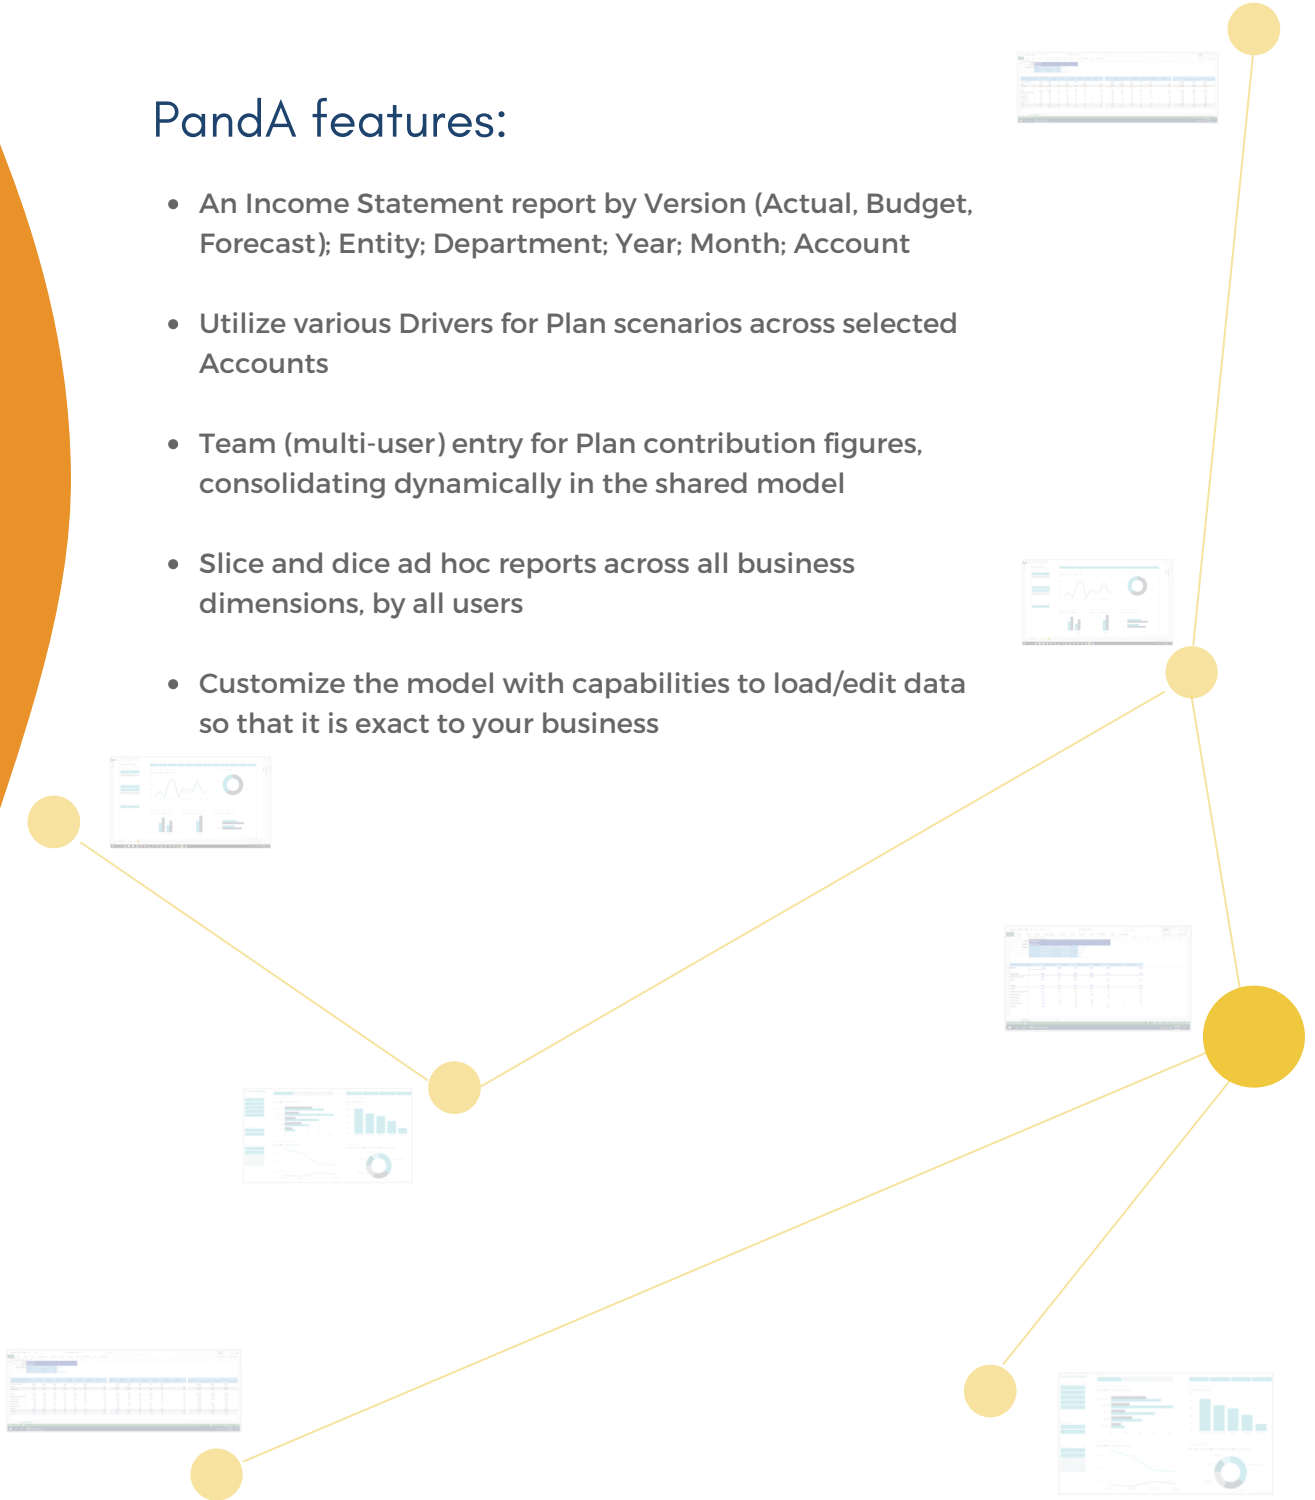 PandA features:
• An Income Statement report by Version (Actual, Budget,
Forecast); Entity; Department; Year; Month; Account
• Utilize various Drivers for Plan scenarios across selected
Accounts
• Team (multi-user) entry for Plan contribution figures,
consolidating dynamically in the shared model
• Slice and dice ad hoc reports across all business
dimensions, by all users
• Customize the model with capabilities to load/edit data
so that it is exact to your business